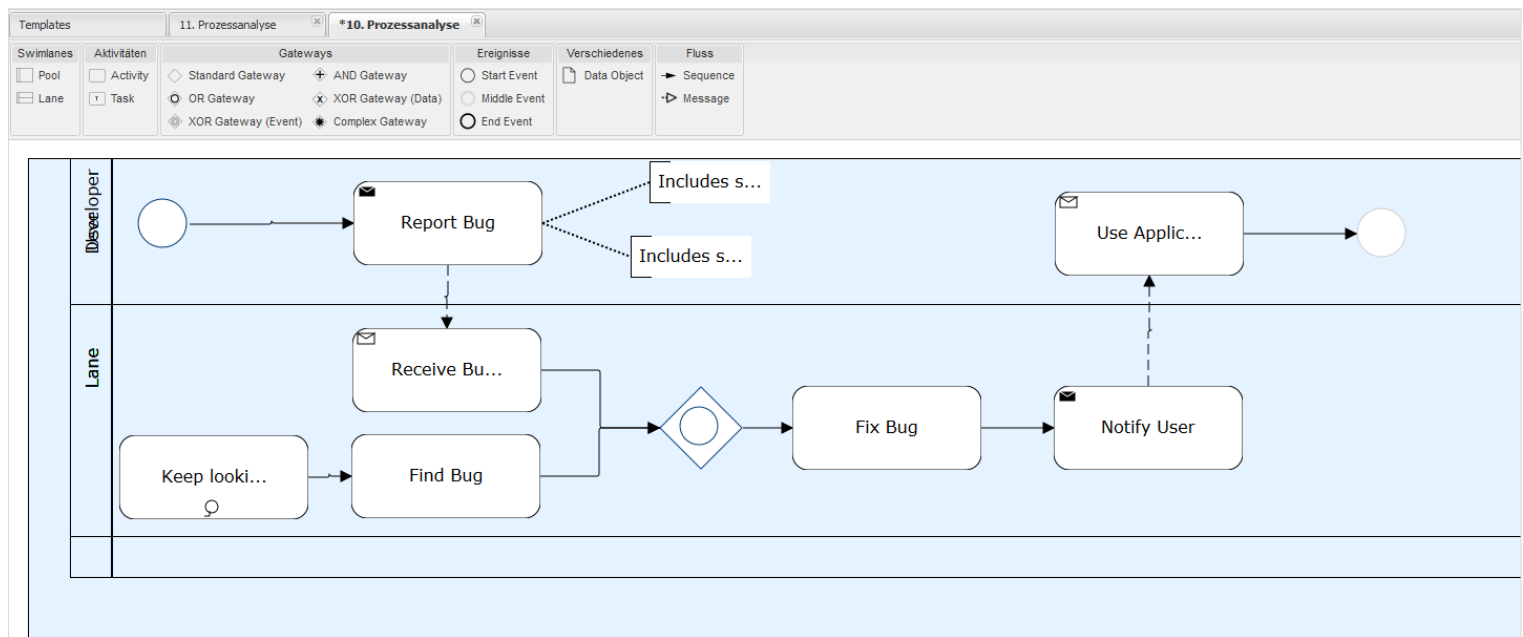 Templates
11. Prozessanalyse
*10. Prozessanalyse
Swimlanes
Aktivitäten
Gateways
Ereignisse
Verschiedenes
Fluss
Pool
Activity
Standard Gateway
AND Gateway
Start Event
Data Object
Sequence
Lane
Task
OR Gateway
XOR Gateway (Data)
Middle Event
Message
XOR Gateway (Event)
Complex Gateway
End Event
Developer
User
Report Bug
Includes s...
Includes s...
Use Applic...
Lane
Receive Bu...
Keep looki...
Find Bug
Fix Bug
Notify User